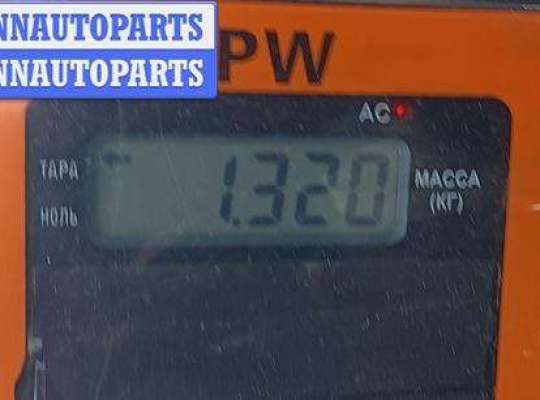 NNAUTOPARTS
NNAUTOPARTS
PW
AC
ТАРА
1.320
МАССА
(КГ)
НОЛЬ